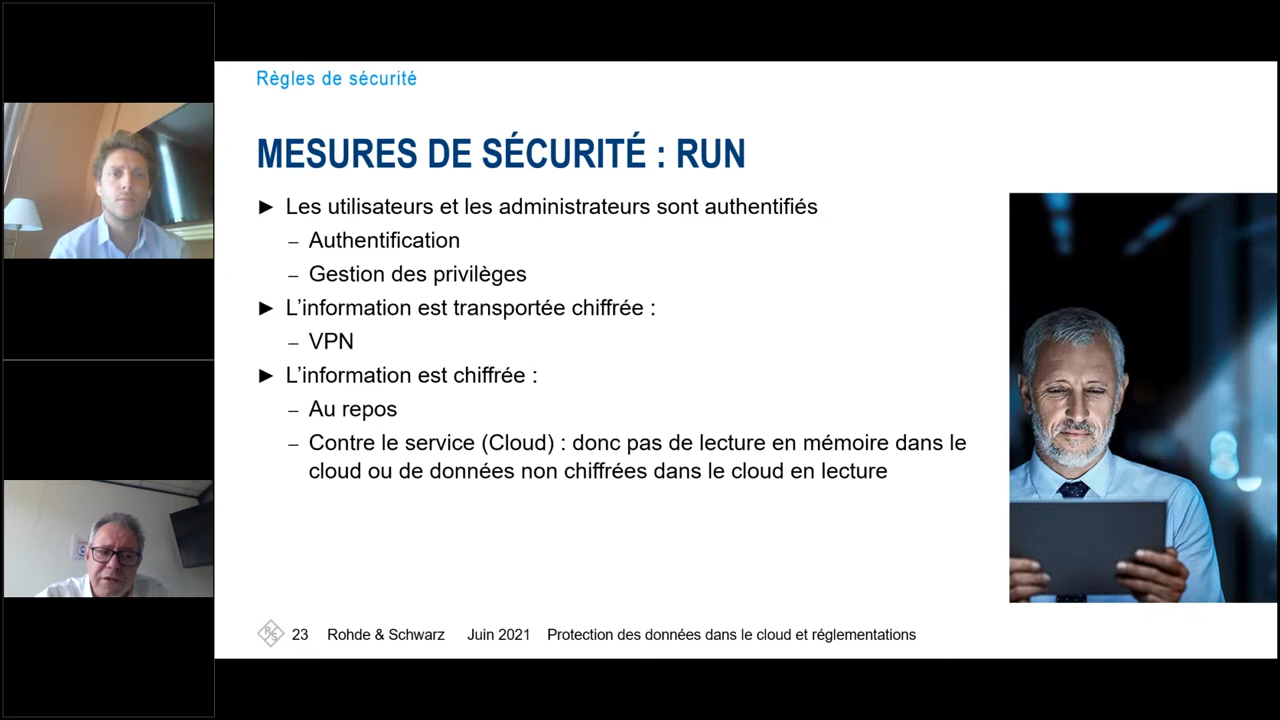 Règles de sécurité
MESURES DE SÉCURITÉ : RUN
► Les utilisateurs et les administrateurs sont authentifiés
– Authentification
– Gestion des privilèges
► L’information est transportée chiffrée :
– VPN
► L’information est chiffrée :
– Au repos
– Contre le service (Cloud) : donc pas de lecture en mémoire dans le
cloud ou de données non chiffrées dans le cloud en lecture
R&S 23 Rohde & Schwarz Juin 2021 Protection des données dans le cloud et réglementations